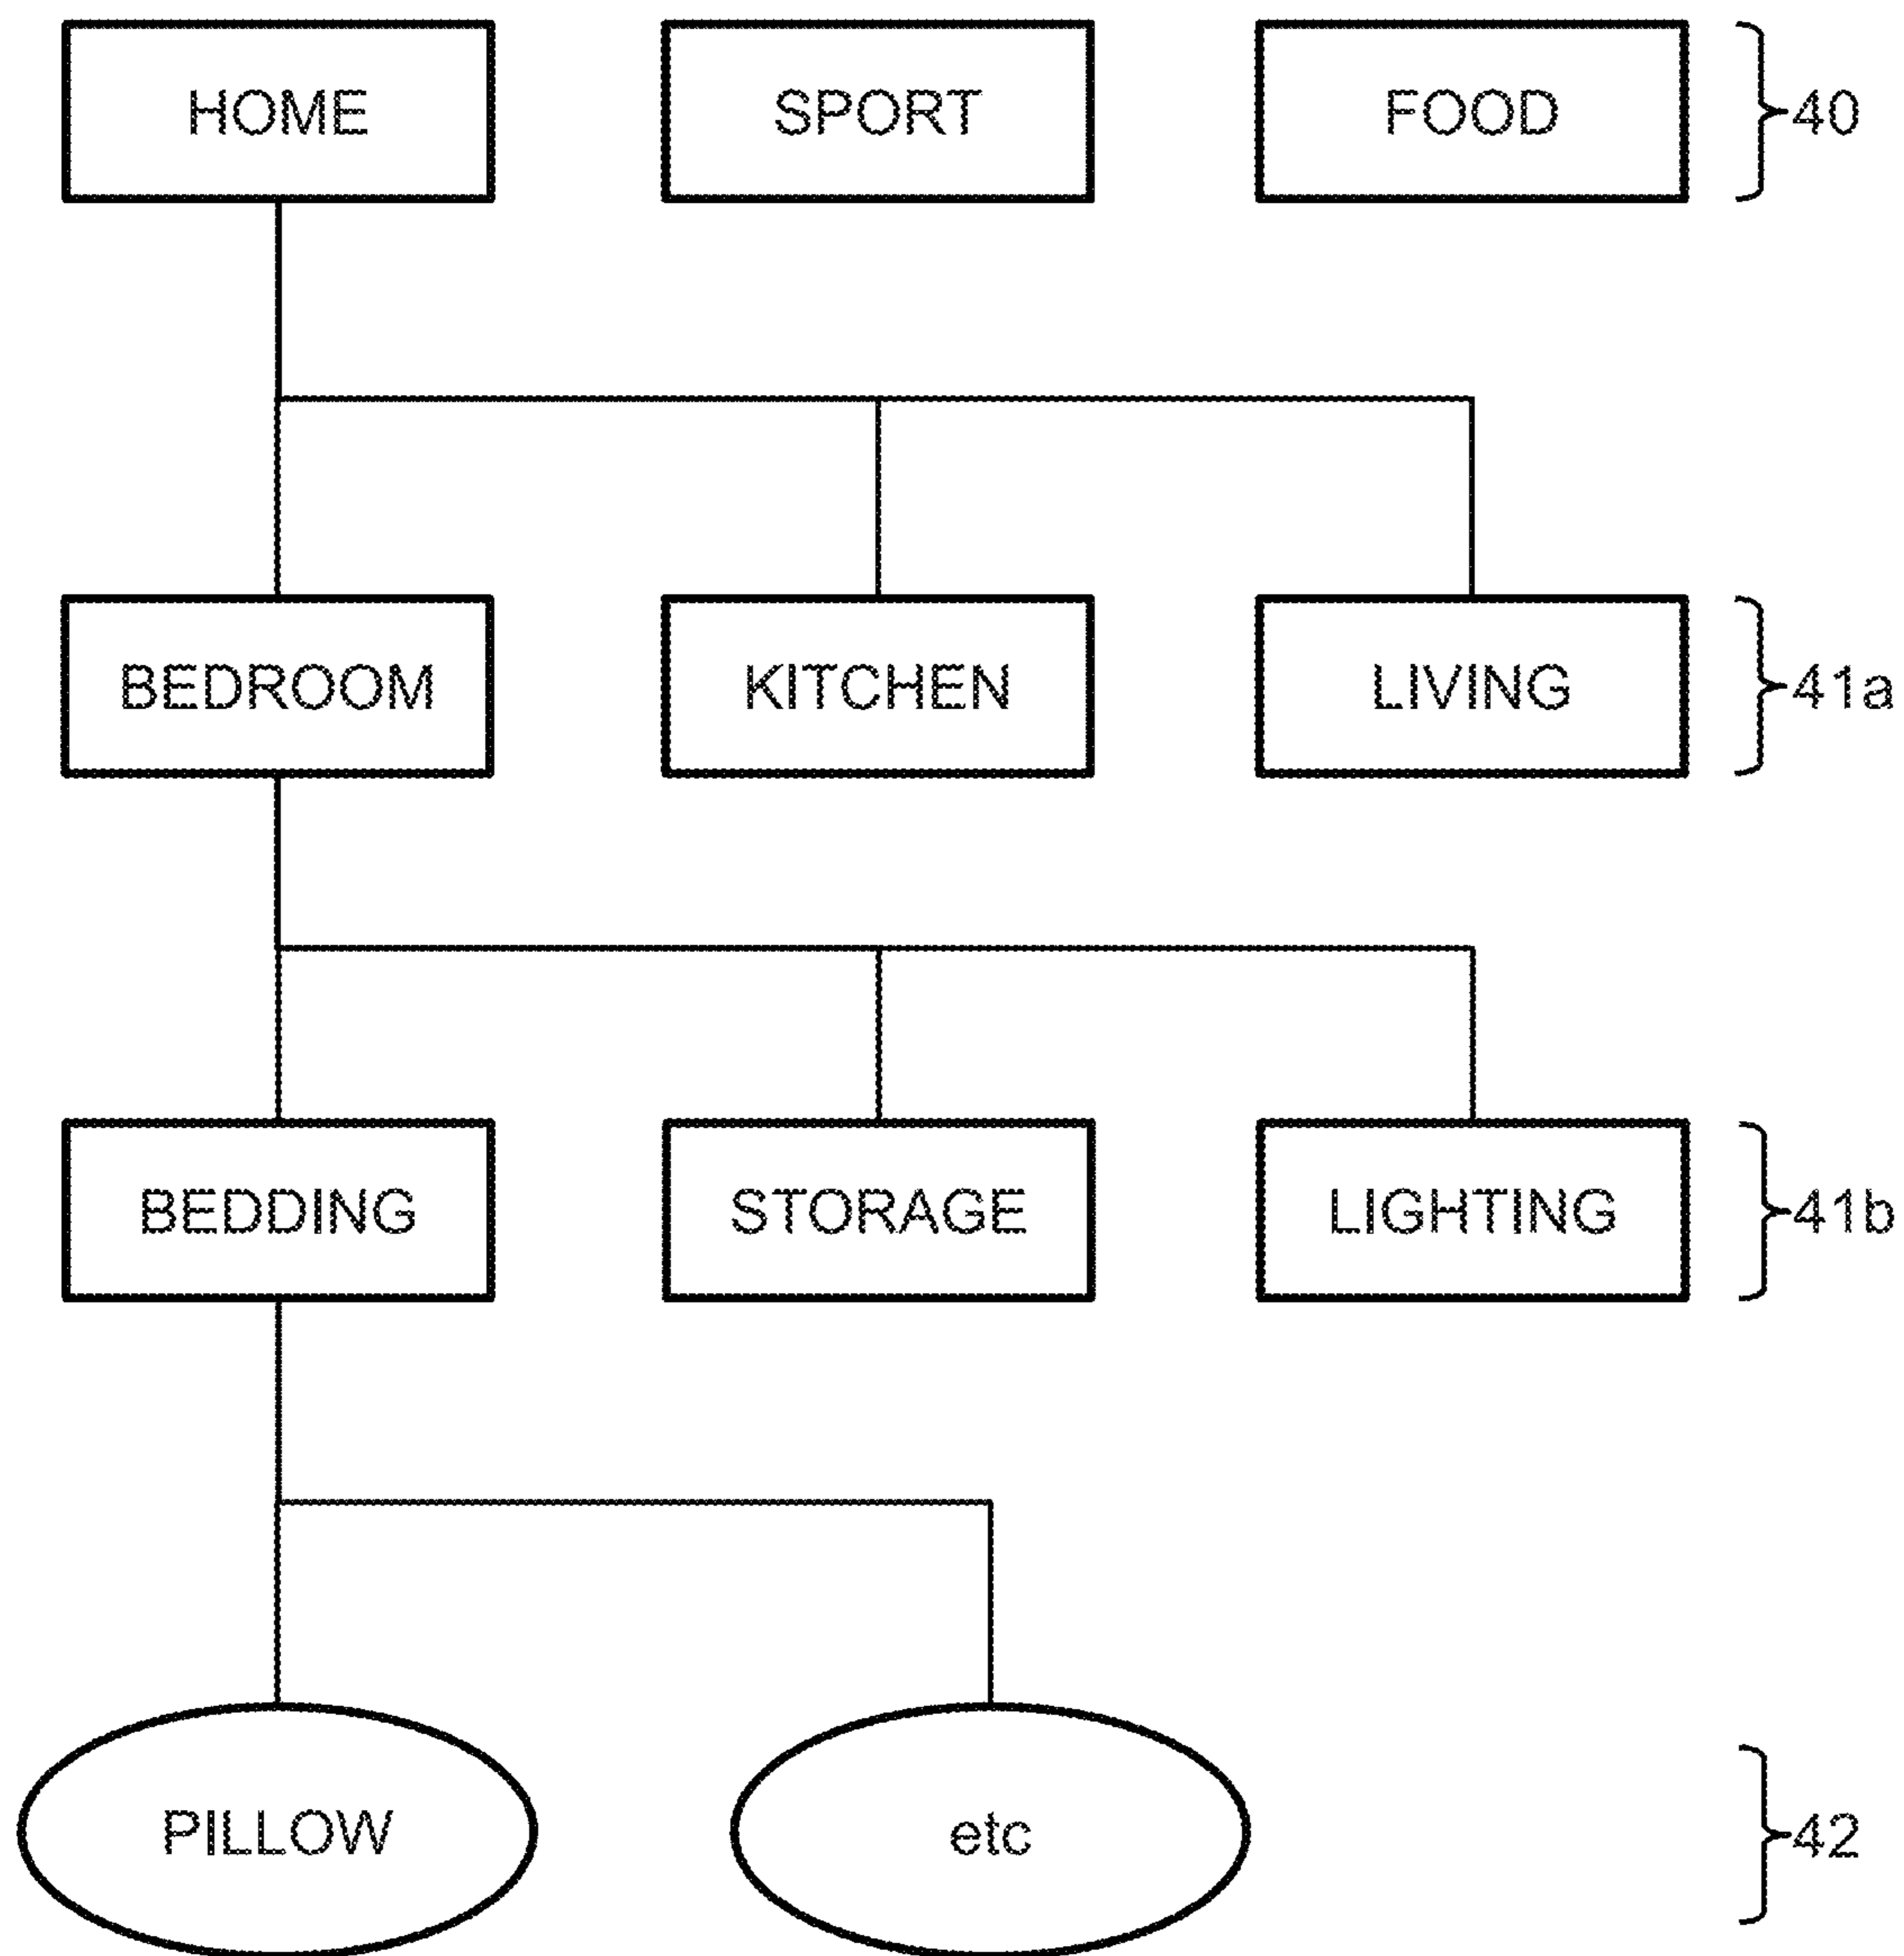 HOME SPORT FOOD 40
BEDROOM KITCHEN LIVING 41a
BEDDING STORAGE LIGHTING 41b
PILLOW etc 42